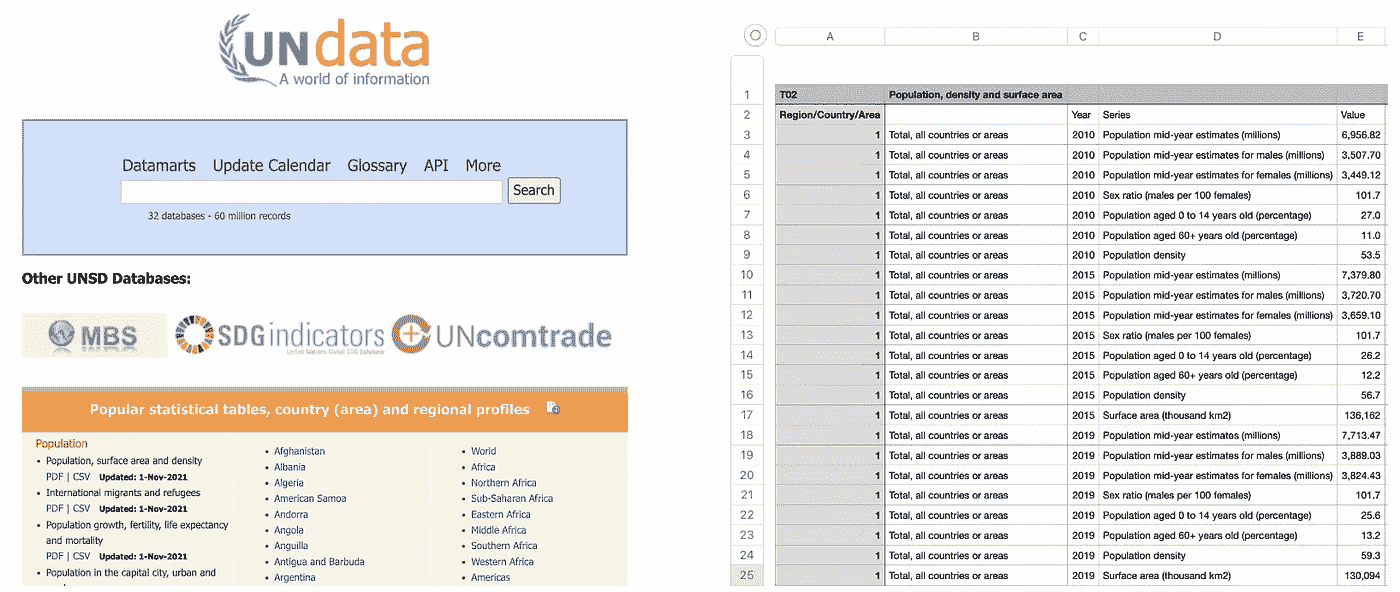 UNdata
A world of information
Datamarts Update Calendar Glossary API More
Search
32 databases - 60 million records
Other UNSD Databases:
MBS SDGindicators UNcomtrade
United Nations Global SDG Database
Popular statistical tables, country (area) and regional profiles
Population
• Population, surface area and density
PDF | CSV Updated: 1-Nov-2021
• International migrants and refugees
PDF | CSV Updated: 1-Nov-2021
• Population growth, fertility, life expectancy
and mortality
PDF | CSV Updated: 1-Nov-2021
• Population in the capital city, urban and
• Afghanistan
• Albania
• Algeria
• American Samoa
• Andorra
• Angola
• Anguilla
• Antigua and Barbuda
• Argentina
• World
• Africa
• Northern Africa
• Sub-Saharan Africa
• Eastern Africa
• Middle Africa
• Southern Africa
• Western Africa
• Americas
A B C D E
1 T02 Population, density and surface area
2 Region/Country/Area Year Series Value
3 1 Total, all countries or areas 2010 Population mid-year estimates (millions) 6,956.82
4 1 Total, all countries or areas 2010 Population mid-year estimates for males (millions) 3,507.70
5 1 Total, all countries or areas 2010 Population mid-year estimates for females (millions) 3,449.12
6 1 Total, all countries or areas 2010 Sex ratio (males per 100 females) 101.7
7 1 Total, all countries or areas 2010 Population aged 0 to 14 years old (percentage) 27.0
8 1 Total, all countries or areas 2010 Population aged 60+ years old (percentage) 11.0
9 1 Total, all countries or areas 2010 Population density 53.5
10 1 Total, all countries or areas 2015 Population mid-year estimates (millions) 7,379.80
11 1 Total, all countries or areas 2015 Population mid-year estimates for males (millions) 3,720.70
12 1 Total, all countries or areas 2015 Population mid-year estimates for females (millions) 3,659.10
13 1 Total, all countries or areas 2015 Sex ratio (males per 100 females) 101.7
14 1 Total, all countries or areas 2015 Population aged 0 to 14 years old (percentage) 26.2
15 1 Total, all countries or areas 2015 Population aged 60+ years old (percentage) 12.2
16 1 Total, all countries or areas 2015 Population density 56.7
17 1 Total, all countries or areas 2015 Surface area (thousand km2) 136,162
18 1 Total, all countries or areas 2019 Population mid-year estimates (millions) 7,713.47
19 1 Total, all countries or areas 2019 Population mid-year estimates for males (millions) 3,889.03
20 1 Total, all countries or areas 2019 Population mid-year estimates for females (millions) 3,824.43
21 1 Total, all countries or areas 2019 Sex ratio (males per 100 females) 101.7
22 1 Total, all countries or areas 2019 Population aged 0 to 14 years old (percentage) 25.6
23 1 Total, all countries or areas 2019 Population aged 60+ years old (percentage) 13.2
24 1 Total, all countries or areas 2019 Population density 59.3
25 1 Total, all countries or areas 2019 Surface area (thousand km2) 130,094